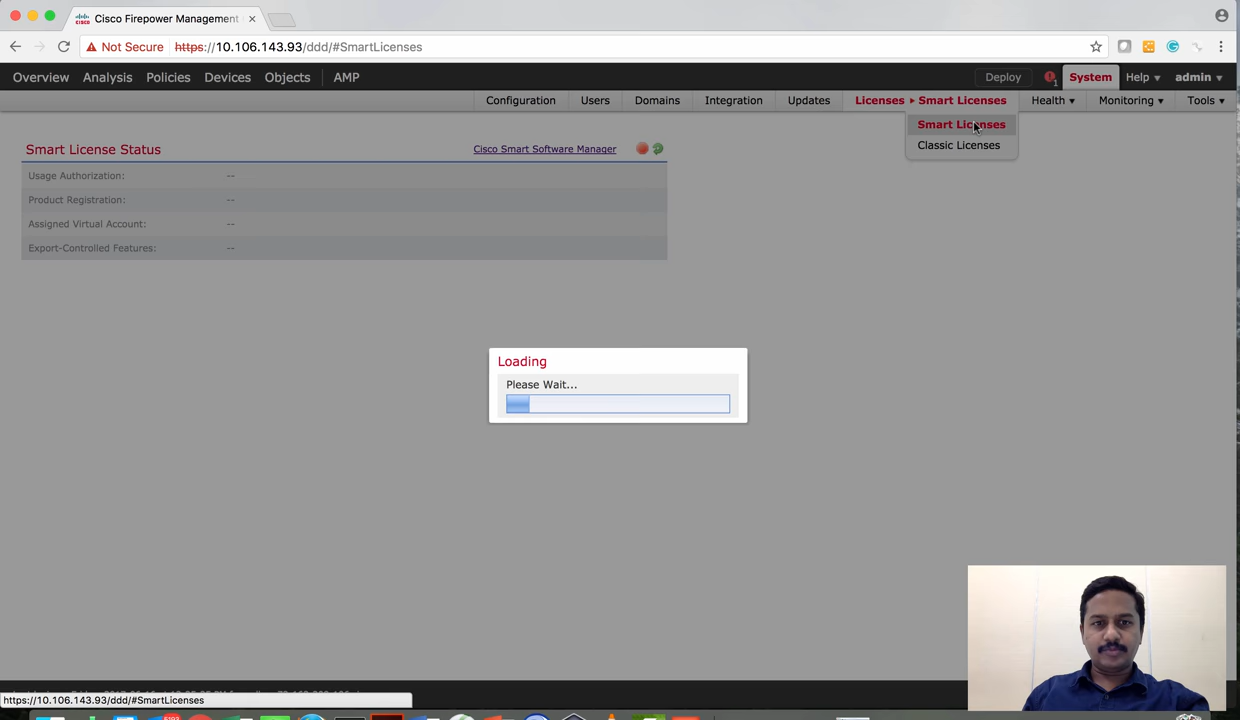 Cisco Firepower Management
Not Secure https://10.106.143.93/ddd/#SmartLicenses
Overview Analysis Policies Devices Objects AMP Deploy 1 System Help admin
Configuration Users Domains Integration Updates Licenses Smart Licenses Health Monitoring Tools
Smart Licenses
Classic Licenses
Smart License Status Cisco Smart Software Manager
Usage Authorization: --
Product Registration: --
Assigned Virtual Account: --
Export-Controlled Features: --
Loading
Please Wait...
https://10.106.143.93/ddd/#SmartLicenses